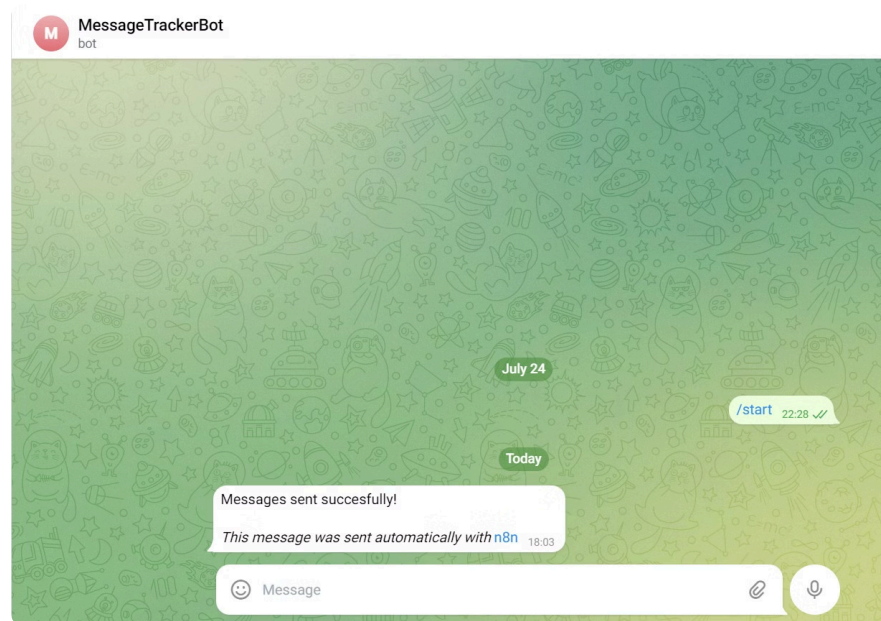 M
MessageTrackerBot
bot
July 24
/start 22:28
Today
Messages sent succesfully!
This message was sent automatically with n8n 18:03
Message